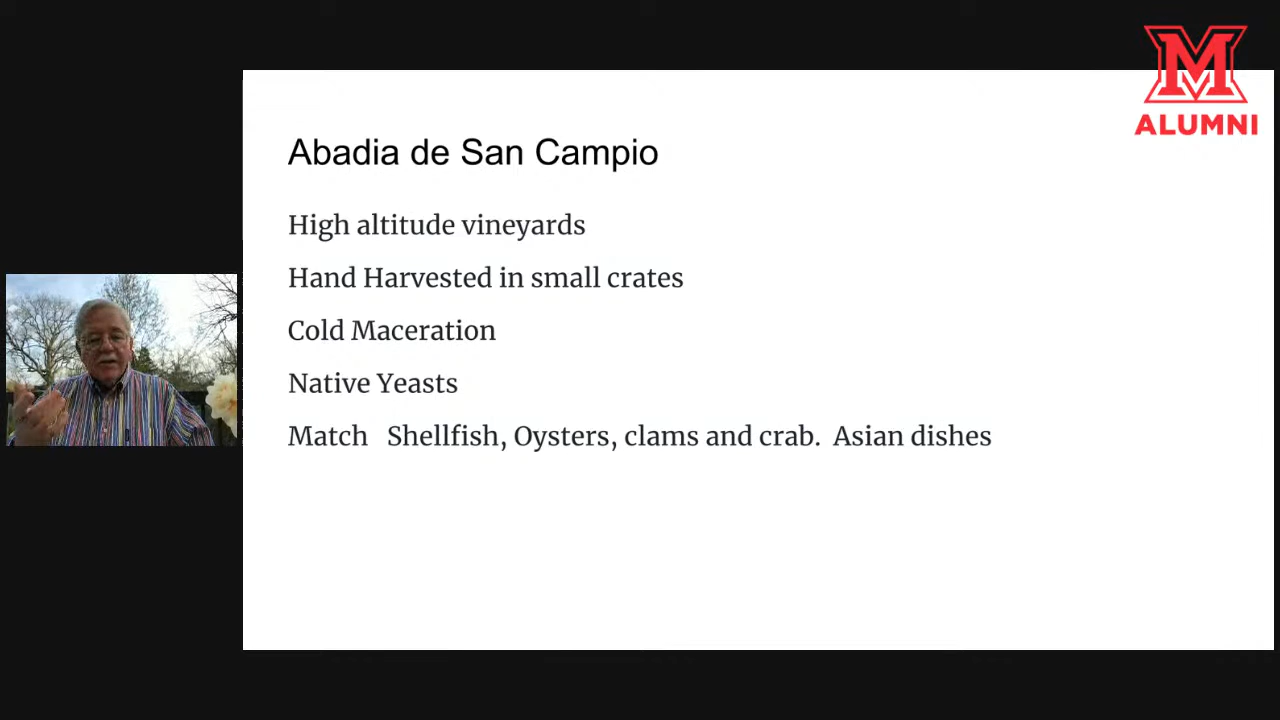 M
ALUMNI
Abadia de San Campio
High altitude vineyards
Hand Harvested in small crates
Cold Maceration
Native Yeasts
Match   Shellfish, Oysters, clams and crab.  Asian dishes